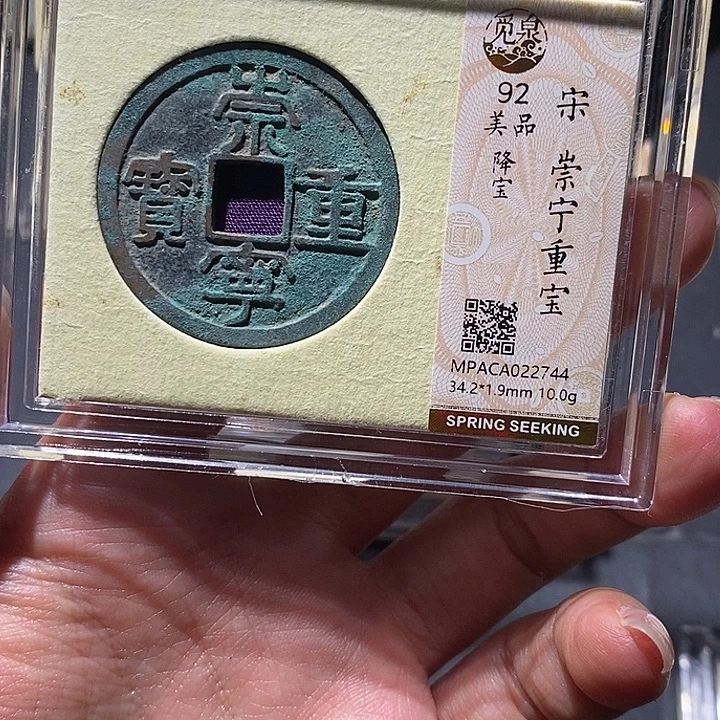 崇
寧
重
寶
觅泉
92
美品
降宝
宋 崇宁重宝
MPACA022744
34.2*1.9mm 10.0g
SPRING SEEKING